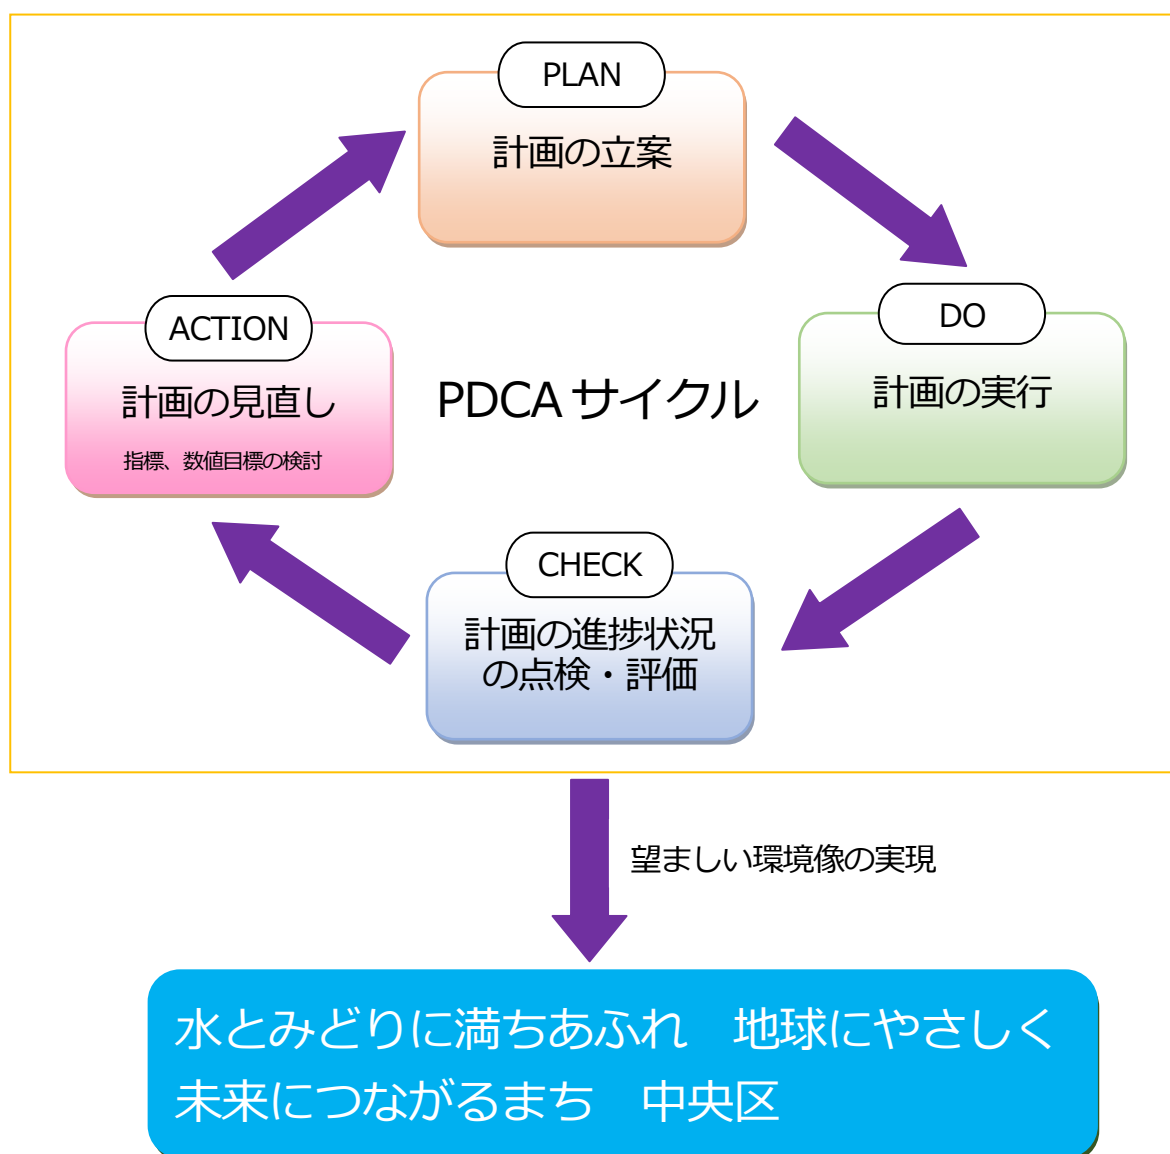 PLAN
計画の立案
DO
計画の実行
ACTION
計画の見直し
指標、数値目標の検討
PDCA サイクル
CHECK
計画の進捗状況
の点検・評価
望ましい環境像の実現
水とみどりに満ちあふれ　地球にやさしく
未来につながるまち　中央区